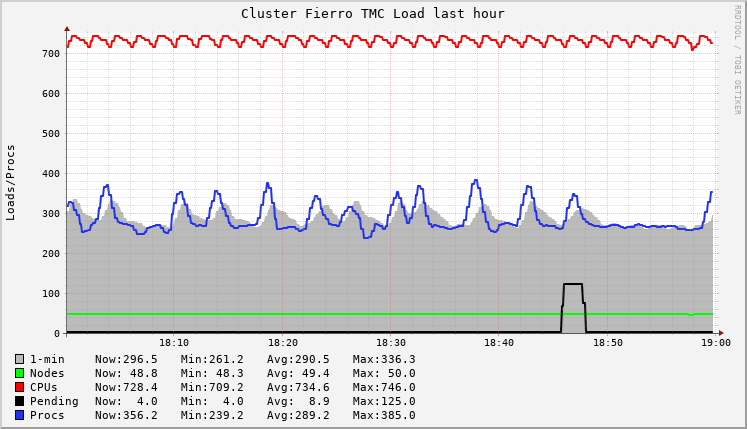 Cluster Fierro TMC Load last hour
RRDTOOL / TOBI OETIKER
Loads/Procs
700
600
500
400
300
200
100
0
18:10 18:20 18:30 18:40 18:50 19:00
1-min Now:296.5 Min:261.2 Avg:290.5 Max:336.3
Nodes Now: 48.8 Min: 48.3 Avg: 49.4 Max: 50.0
CPUs Now:728.4 Min:709.2 Avg:734.6 Max:746.0
Pending Now: 4.0 Min: 4.0 Avg: 8.9 Max:125.0
Procs Now:356.2 Min:239.2 Avg:289.2 Max:385.0